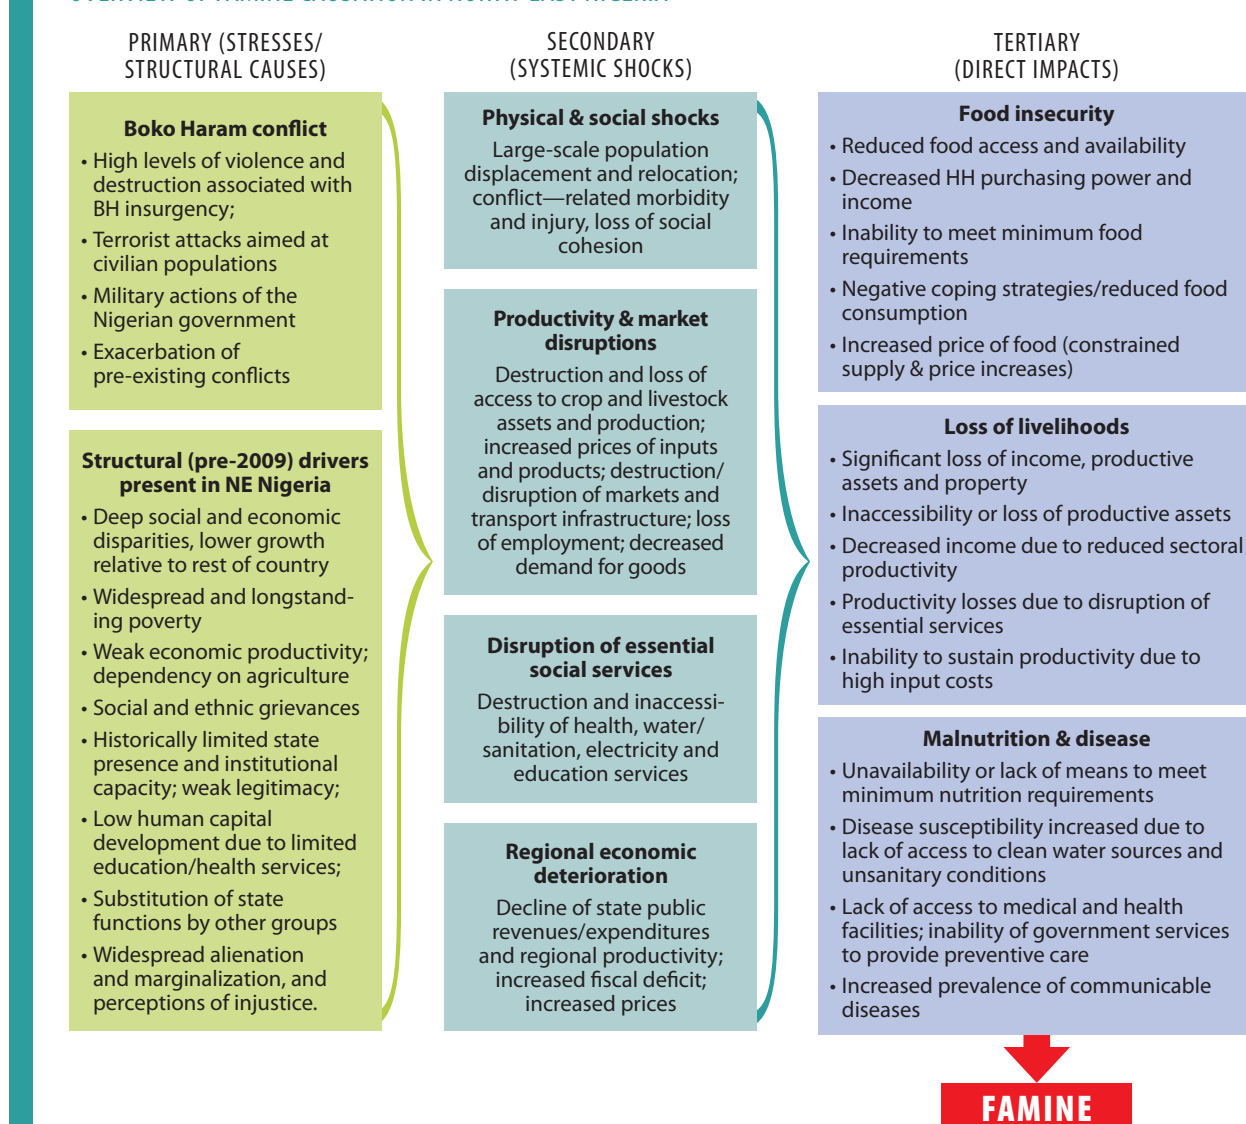 PRIMARY (STRESSES/
STRUCTURAL CAUSES)
Boko Haram conflict
• High levels of violence and
destruction associated with
BH insurgency;
• Terrorist attacks aimed at
civilian populations
• Military actions of the
Nigerian government
• Exacerbation of
pre-existing conflicts
Structural (pre-2009) drivers
present in NE Nigeria
• Deep social and economic
disparities, lower growth
relative to rest of country
• Widespread and longstand-
ing poverty
• Weak economic productivity;
dependency on agriculture
• Social and ethnic grievances
• Historically limited state
presence and institutional
capacity; weak legitimacy;
• Low human capital
development due to limited
education/health services;
• Substitution of state
functions by other groups
• Widespread alienation
and marginalization, and
perceptions of injustice.
SECONDARY
(SYSTEMIC SHOCKS)
Physical & social shocks
Large-scale population
displacement and relocation;
conflict—related morbidity
and injury, loss of social
cohesion
Productivity & market
disruptions
Destruction and loss of
access to crop and livestock
assets and production;
increased prices of inputs
and products; destruction/
disruption of markets and
transport infrastructure; loss
of employment; decreased
demand for goods
Disruption of essential
social services
Destruction and inaccessi-
bility of health, water/
sanitation, electricity and
education services
Regional economic
deterioration
Decline of state public
revenues/expenditures
and regional productivity;
increased fiscal deficit;
increased prices
TERTIARY
(DIRECT IMPACTS)
Food insecurity
• Reduced food access and availability
• Decreased HH purchasing power and
income
• Inability to meet minimum food
requirements
• Negative coping strategies/reduced food
consumption
• Increased price of food (constrained
supply & price increases)
Loss of livelihoods
• Significant loss of income, productive
assets and property
• Inaccessibility or loss of productive assets
• Decreased income due to reduced sectoral
productivity
• Productivity losses due to disruption of
essential services
• Inability to sustain productivity due to
high input costs
Malnutrition & disease
• Unavailability or lack of means to meet
minimum nutrition requirements
• Disease susceptibility increased due to
lack of access to clean water sources and
unsanitary conditions
• Lack of access to medical and health
facilities; inability of government services
to provide preventive care
• Increased prevalence of communicable
diseases
FAMINE